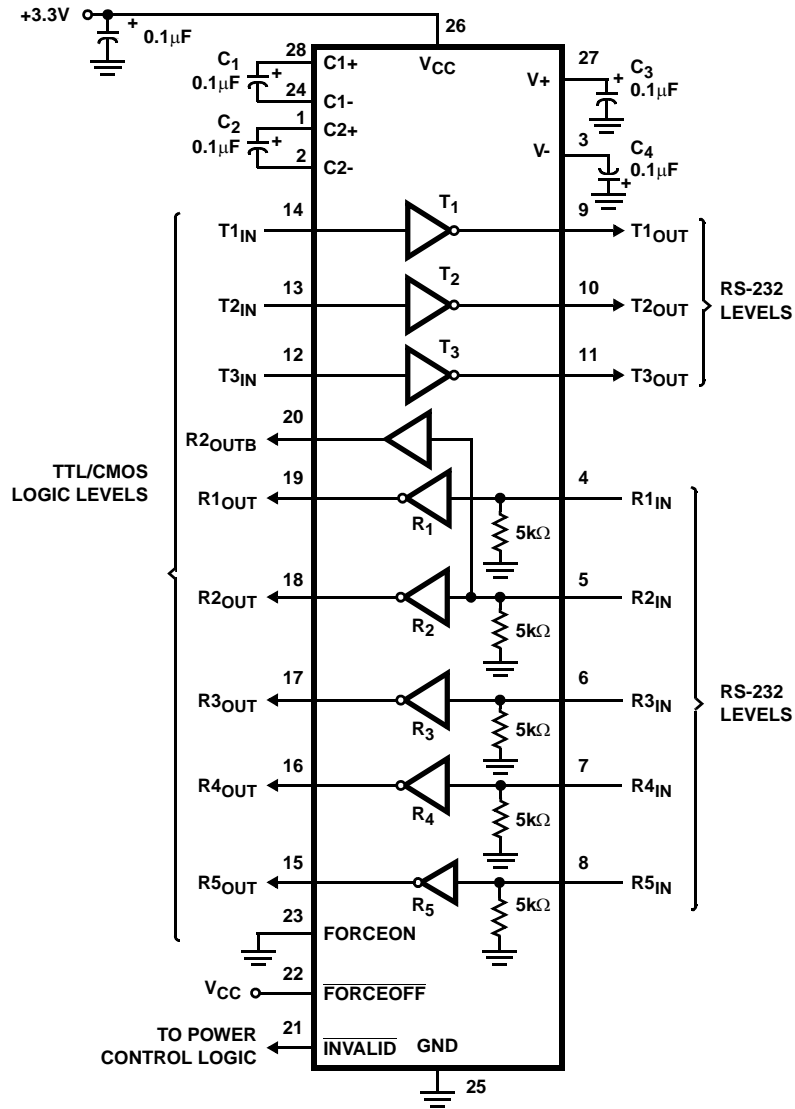 +3.3V
+
0.1µF
26
VCC
C1
0.1µF
+
28
C1+
24
C1-
C2
0.1µF
+
1
C2+
2
C2-
27
V+
+
C3
0.1µF
3
V-
C4
0.1µF
+
T1IN
14
T1
9
T1OUT
T2IN
13
T2
10
T2OUT
T3IN
12
T3
11
T3OUT
RS-232
LEVELS
R2OUTB
20
TTL/CMOS
LOGIC LEVELS
R1OUT
19
R1
5kΩ
4
R1IN
R2OUT
18
R2
5kΩ
5
R2IN
R3OUT
17
R3
5kΩ
6
R3IN
RS-232
LEVELS
R4OUT
16
R4
5kΩ
7
R4IN
R5OUT
15
R5
5kΩ
8
R5IN
23
FORCEON
VCC
22
FORCEOFF
TO POWER
CONTROL LOGIC
21
INVALID
GND
25